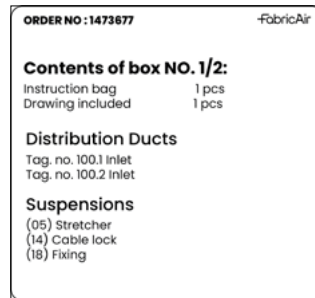 ORDER NO : 1473677
FabricAir
Contents of box NO. 1/2:
Instruction bag 1 pcs
Drawing included 1 pcs
Distribution Ducts
Tag. no. 100.1 Inlet
Tag. no. 100.2 Inlet
Suspensions
(05) Stretcher
(14) Cable lock
(18) Fixing